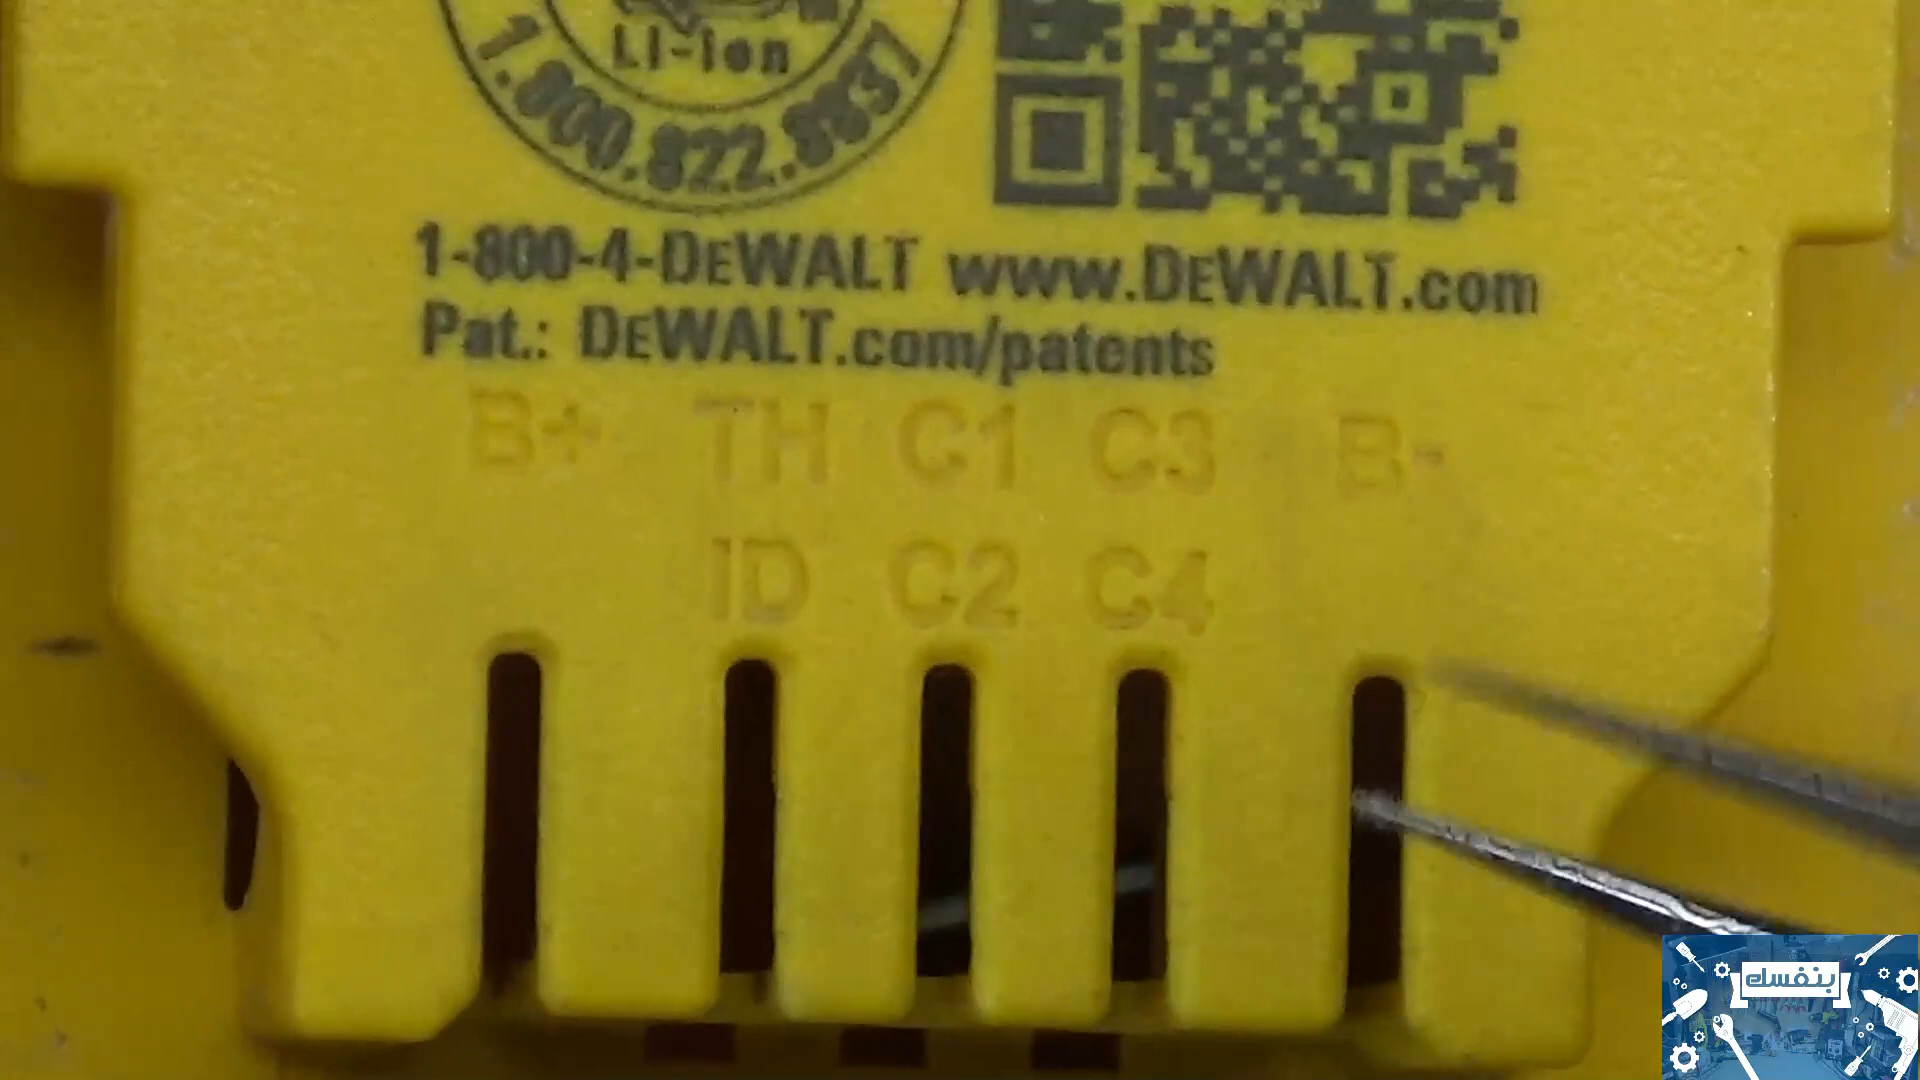 Li-ion
1.800.822.8837
1-800-4-DEWALT www.DEWALT.com
Pat.: DEWALT.com/patents
B+ TH C1 C3 B-
ID C2 C4
بنفسك